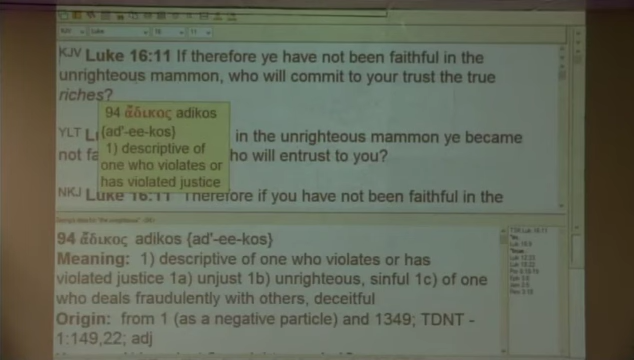 KJV Luke 16:11 If therefore ye have not been faithful in the
unrighteous mammon, who will commit to your trust the true
riches?
94 ἄδικος adikos
{ad'-ee-kos}
1) descriptive of
one who violates or
has violated justice
YLT in the unrighteous mammon ye became
not ho will entrust to you?
NKJ Luke 16:11 Therefore if you have not been faithful in the
94 ἄδικος adikos {ad'-ee-kos}
Meaning: 1) descriptive of one who violates or has
violated justice 1a) unjust 1b) unrighteous, sinful 1c) of one
who deals fraudulently with others, deceitful
Origin: from 1 (as a negative particle) and 1349; TDNT -
1:149,22; adj